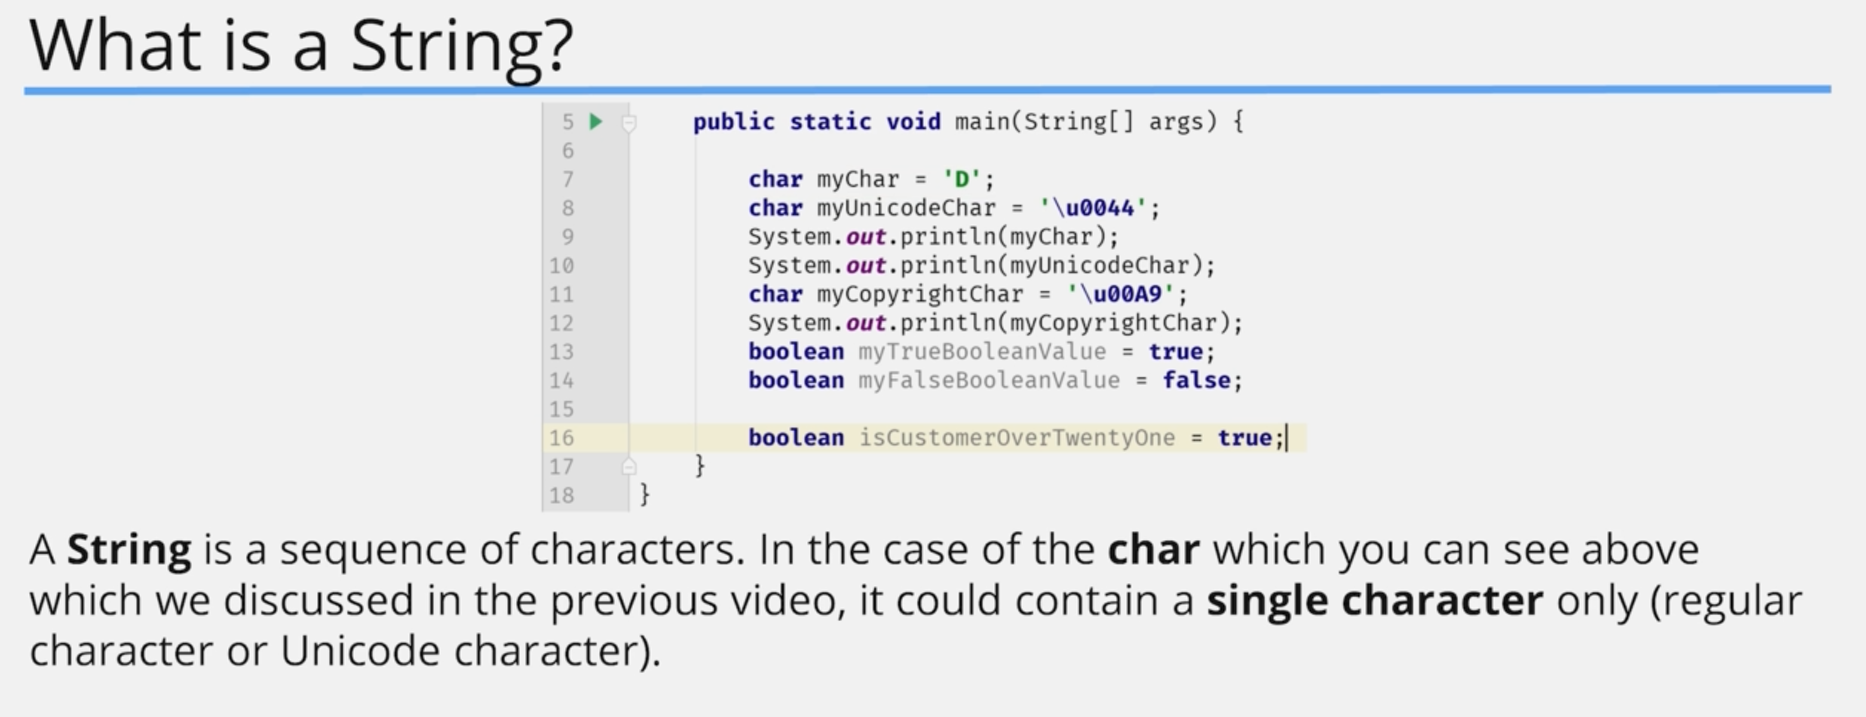 What is a String?
5 public static void main(String[] args) {
6
7 char myChar = 'D';
8 char myUnicodeChar = '\u0044';
9 System.out.println(myChar);
10 System.out.println(myUnicodeChar);
11 char myCopyrightChar = '\u00A9';
12 System.out.println(myCopyrightChar);
13 boolean myTrueBooleanValue = true;
14 boolean myFalseBooleanValue = false;
15
16 boolean isCustomerOverTwentyOne = true;
17 }
18 }
A String is a sequence of characters. In the case of the char which you can see above
which we discussed in the previous video, it could contain a single character only (regular
character or Unicode character).